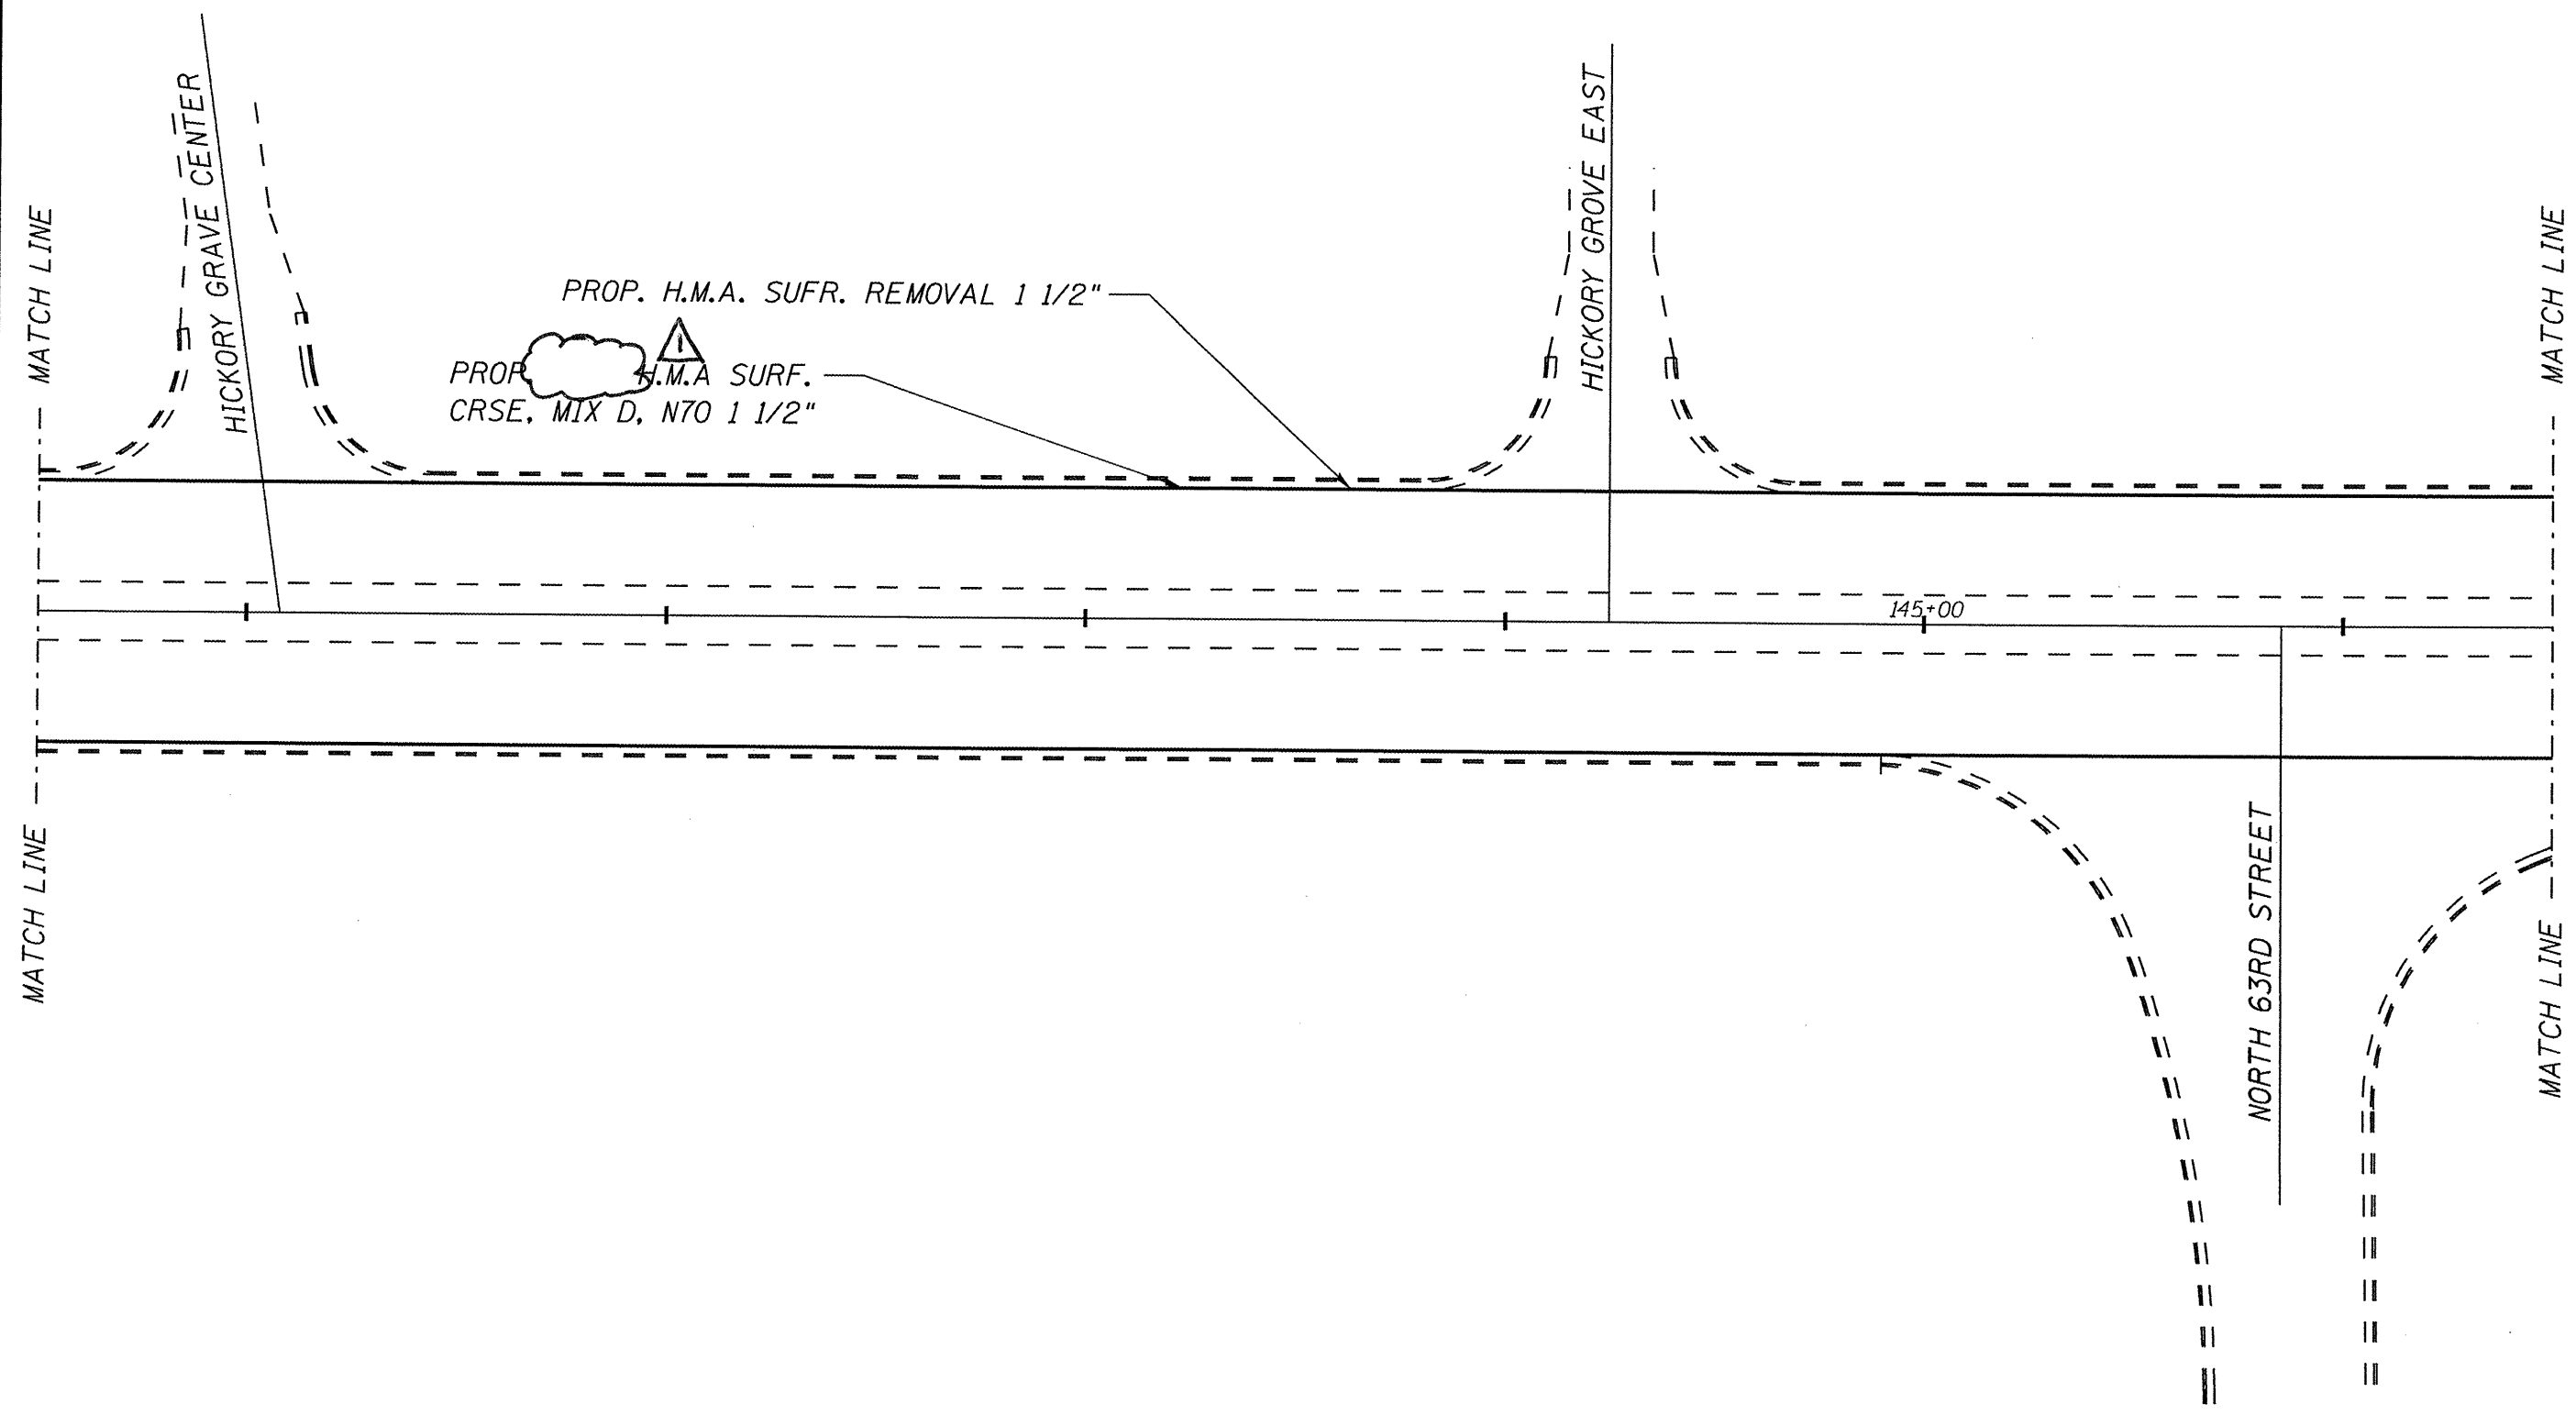 MATCH LINE
HICKORY GRAVE CENTER
PROP. H.M.A. SUFR. REMOVAL 1 1/2"
1
PROP H.M.A SURF.
CRSE, MIX D, N70 1 1/2"
HICKORY GROVE EAST
MATCH LINE
145+00
MATCH LINE
NORTH 63RD STREET
MATCH LINE